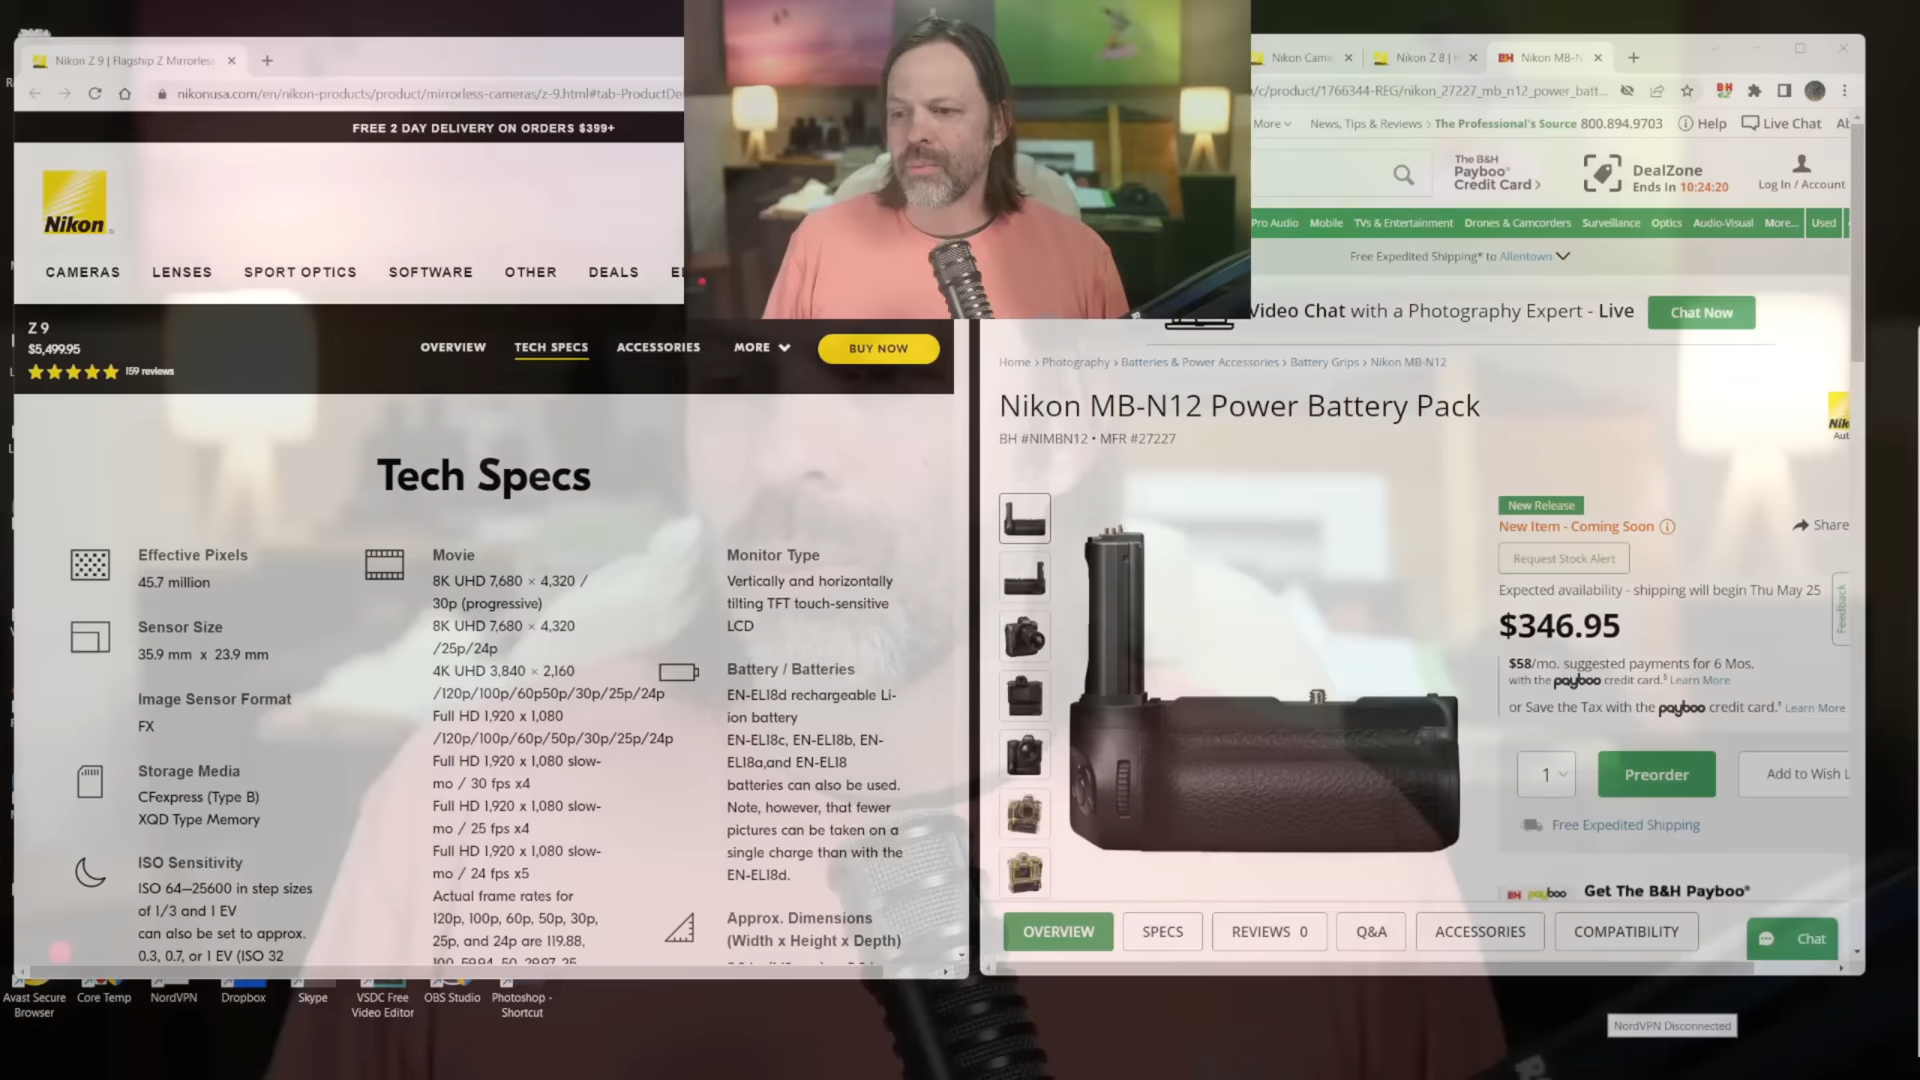 Nikon Z 9 | Flagship Z Mirrorless
nikonusa.com/en/nikon-products/product/mirrorless-cameras/z-9.html#tab-ProductDe
FREE 2 DAY DELIVERY ON ORDERS $399+
Nikon
CAMERAS LENSES SPORT OPTICS SOFTWARE OTHER DEALS
Z 9
$5,499.95
159 reviews
OVERVIEW TECH SPECS ACCESSORIES MORE BUY NOW
Tech Specs
Effective Pixels
45.7 million
Sensor Size
35.9 mm x 23.9 mm
Image Sensor Format
FX
Storage Media
CFexpress (Type B)
XQD Type Memory
ISO Sensitivity
ISO 64–25600 in step sizes
of 1/3 and 1 EV
can also be set to approx.
0.3, 0.7, or 1 EV (ISO 32
Movie
8K UHD 7,680 × 4,320 /
30p (progressive)
8K UHD 7,680 × 4,320
/25p/24p
4K UHD 3,840 × 2,160
/120p/100p/60p50p/30p/25p/24p
Full HD 1,920 x 1,080
/120p/100p/60p/50p/30p/25p/24p
Full HD 1,920 x 1,080 slow-
mo / 30 fps x4
Full HD 1,920 x 1,080 slow-
mo / 25 fps x4
Full HD 1,920 x 1,080 slow-
mo / 24 fps x5
Actual frame rates for
120p, 100p, 60p, 50p, 30p,
25p, and 24p are 119.88,
100, 59.94, 50, 29.97, 25,
Monitor Type
Vertically and horizontally
tilting TFT touch-sensitive
LCD
Battery / Batteries
EN-EL18d rechargeable Li-
ion battery
EN-EL18c, EN-EL18b, EN-
EL18a,and EN-EL18
batteries can also be used.
Note, however, that fewer
pictures can be taken on a
single charge than with the
EN-EL18d.
Approx. Dimensions
(Width x Height x Depth)
Nikon Came Nikon Z 8 | BH Nikon MB-N
/c/product/1766344-REG/nikon_27227_mb_n12_power_batt...
More News, Tips & Reviews > The Professional's Source 800.894.9703 Help Live Chat
The B&H
Payboo
Credit Card >
DealZone
Ends In 10:24:20
Log In / Account
Pro Audio Mobile TVs & Entertainment Drones & Camcorders Surveillance Optics Audio-Visual More... Used
Free Expedited Shipping* to Allentown
Video Chat with a Photography Expert - Live Chat Now
Home > Photography > Batteries & Power Accessories > Battery Grips > Nikon MB-N12
Nikon MB-N12 Power Battery Pack
BH #NIMBN12 • MFR #27227
Nik
Aut
New Release
New Item - Coming Soon
Share
Request Stock Alert
Expected availability - shipping will begin Thu May 25
Feedback
$346.95
$58/mo. suggested payments for 6 Mos.
with the payboo credit card. Learn More
or Save the Tax with the payboo credit card. Learn More
1 Preorder Add to Wish L
Free Expedited Shipping
BH payboo Get The B&H Payboo®
OVERVIEW SPECS REVIEWS 0 Q&A ACCESSORIES COMPATIBILITY
Chat
Avast Secure
Browser
Core Temp
NordVPN
Dropbox
Skype
VSDC Free
Video Editor
OBS Studio
Photoshop -
Shortcut
NordVPN Disconnected